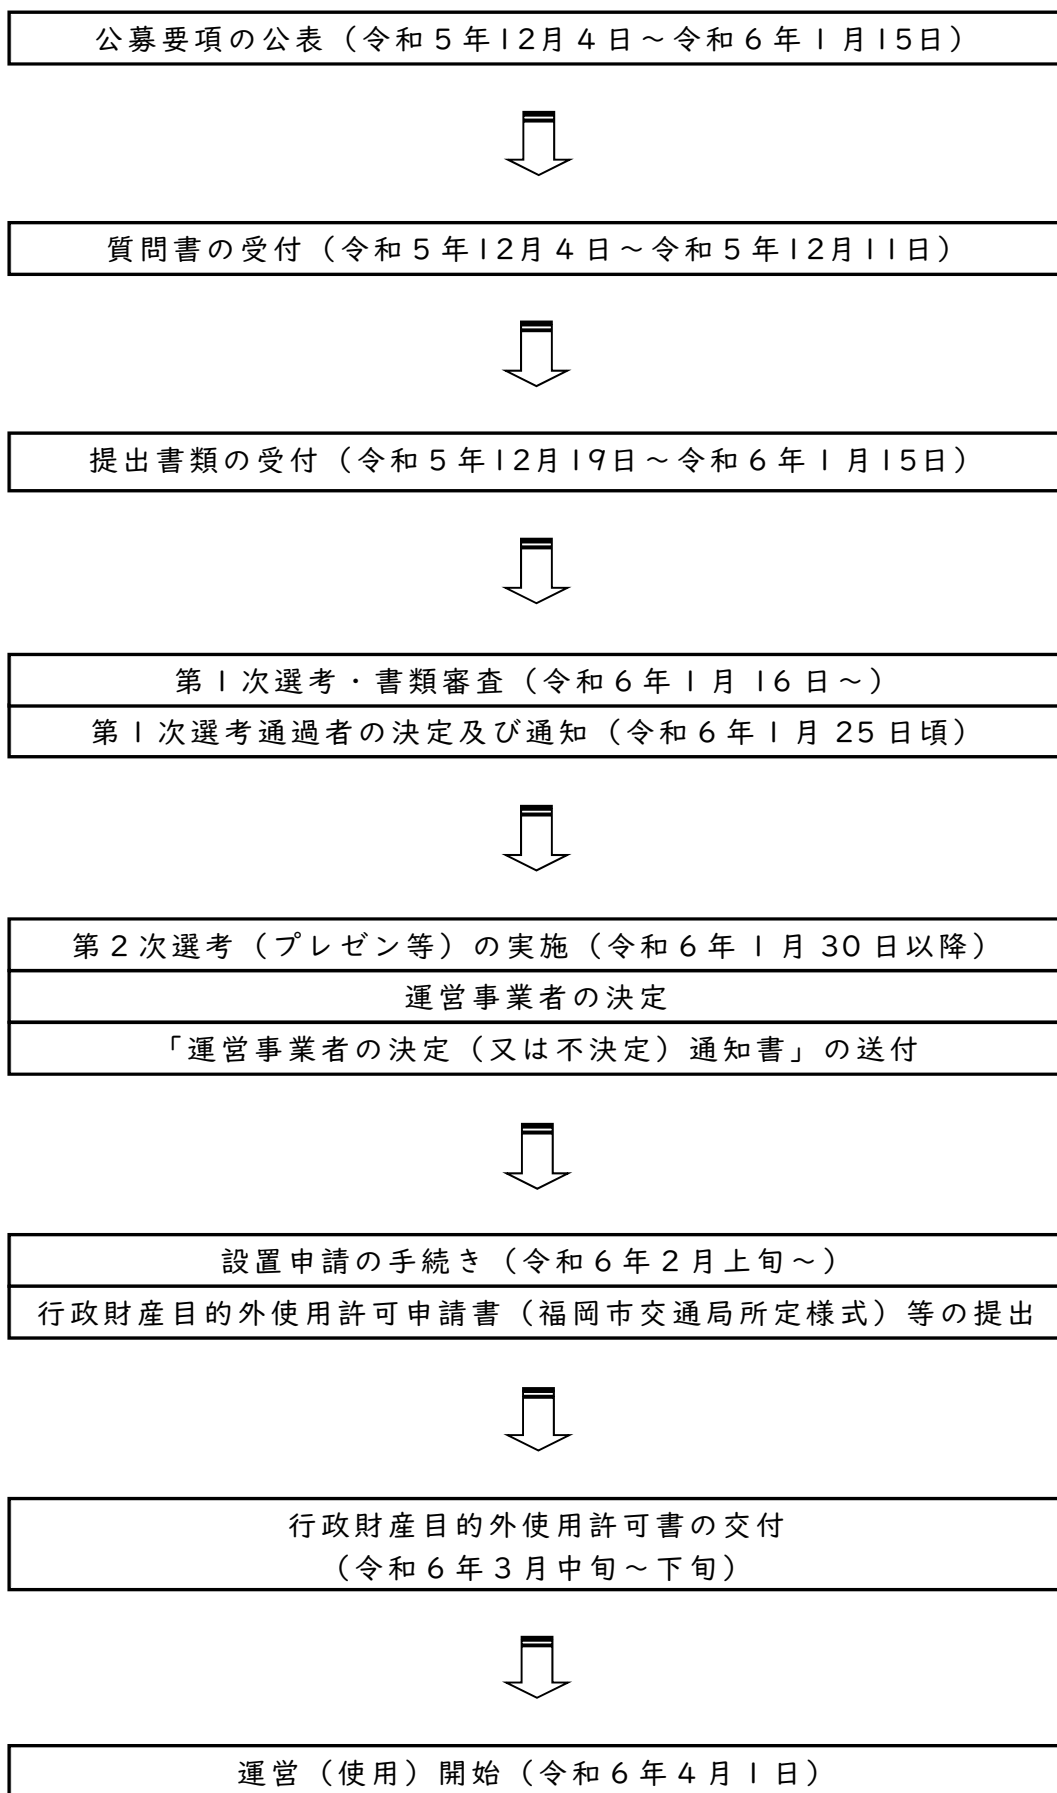 公募要項の公表（令和５年12月４日～令和６年１月15日）
質問書の受付（令和５年12月４日～令和５年12月11日）
提出書類の受付（令和５年12月19日～令和６年１月15日）
第１次選考・書類審査（令和６年１月 16 日～）
第１次選考通過者の決定及び通知（令和６年１月 25 日頃）
第２次選考（プレゼン等）の実施（令和６年１月 30 日以降）
運営事業者の決定
「運営事業者の決定（又は不決定）通知書」の送付
設置申請の手続き（令和６年２月上旬～）
行政財産目的外使用許可申請書（福岡市交通局所定様式）等の提出
行政財産目的外使用許可書の交付
（令和６年３月中旬～下旬）
運営（使用）開始（令和６年４月１日）